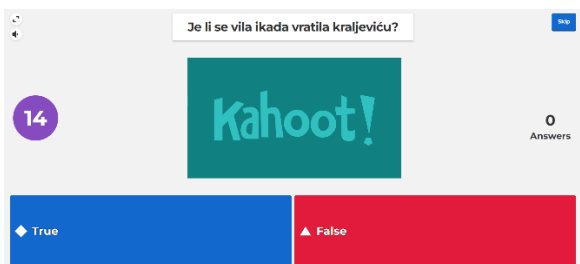 Je li se vila ikada vratila kraljeviću?
Skip
14
Kahoot!
0
Answers
True
False